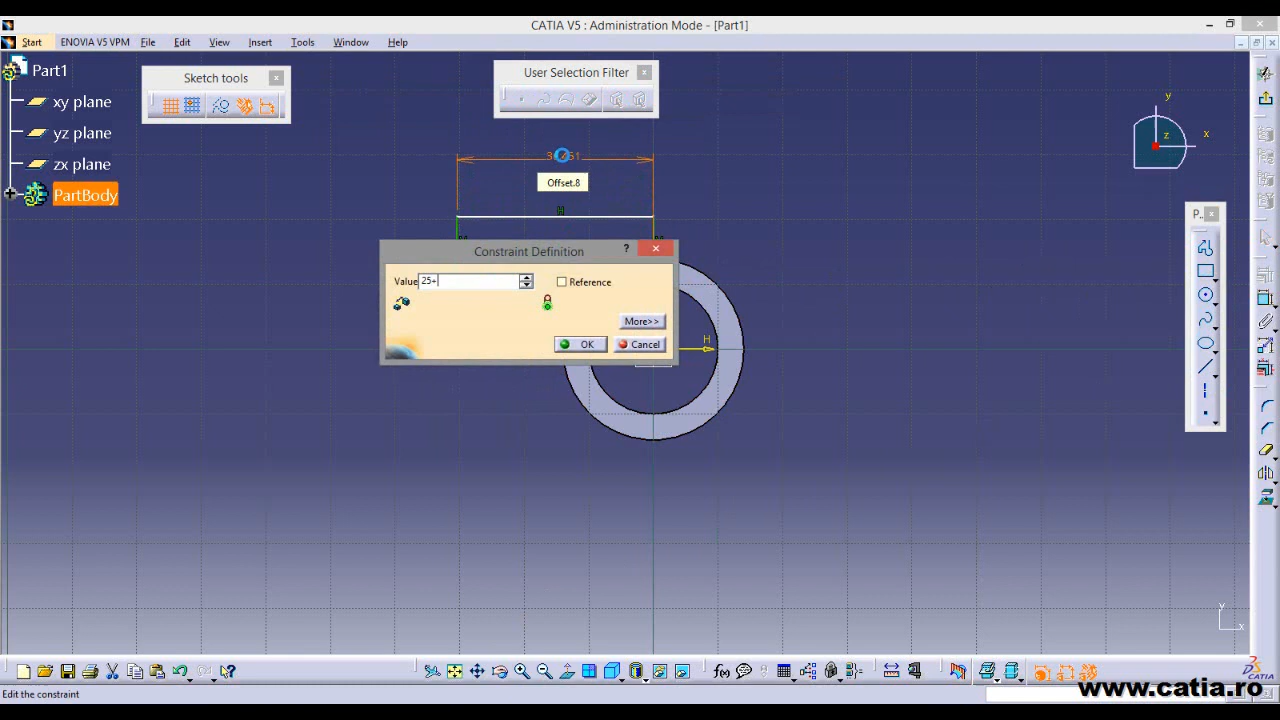 CATIA V5 : Administration Mode - [Part1]
Start ENOVIA V5 VPM File Edit View Insert Tools Window Help
Part1
xy plane
yz plane
zx plane
PartBody
Sketch tools
User Selection Filter
Offset.8
H
Constraint Definition
?
Value 25+
Reference
More>>
OK Cancel
H
y
x
z
P..
y
x
f(x)
CATIA
Edit the constraint
www.catia.ro